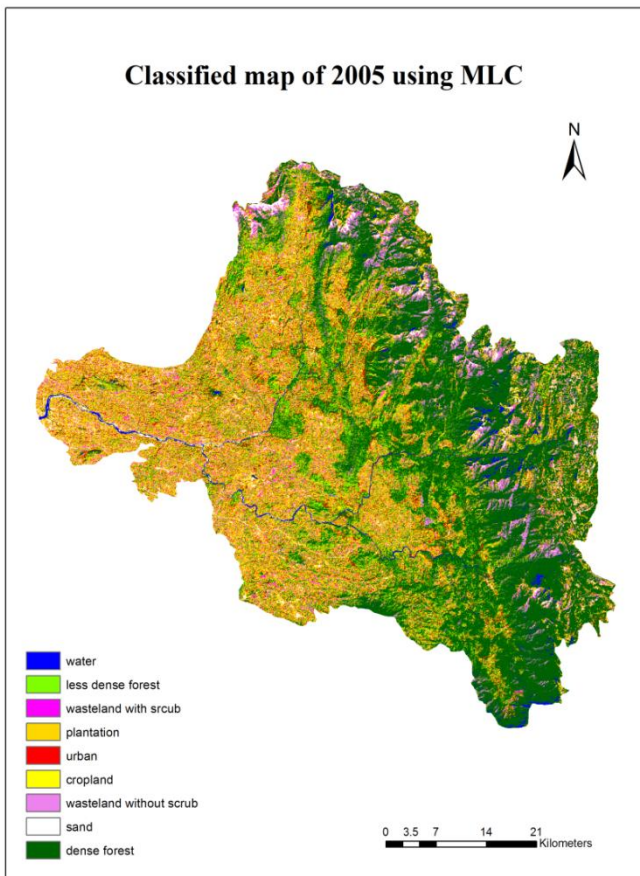 Classified map of 2005 using MLC
N
water
less dense forest
wasteland with srcub
plantation
urban
cropland
wasteland without scrub
sand
dense forest
0 3.5 7 14 21
Kilometers